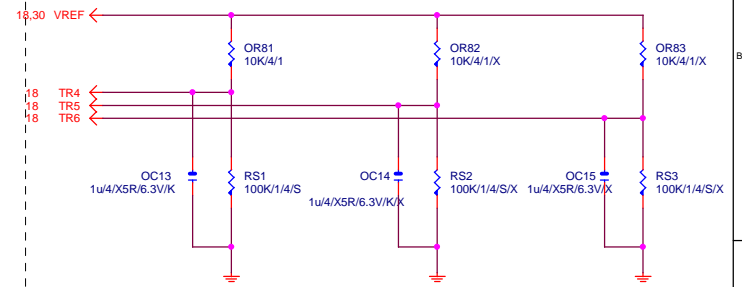 18,30 VREF
OR81
10K/4/1
OR82
10K/4/1/X
OR83
10K/4/1/X
B
18 TR4
18 TR5
18 TR6
OC13
1u/4/X5R/6.3V/K
RS1
100K/1/4/S
OC14
1u/4/X5R/6.3V/K/X
RS2
100K/1/4/S/X
OC15
1u/4/X5R/6.3V/X
RS3
100K/1/4/S/X